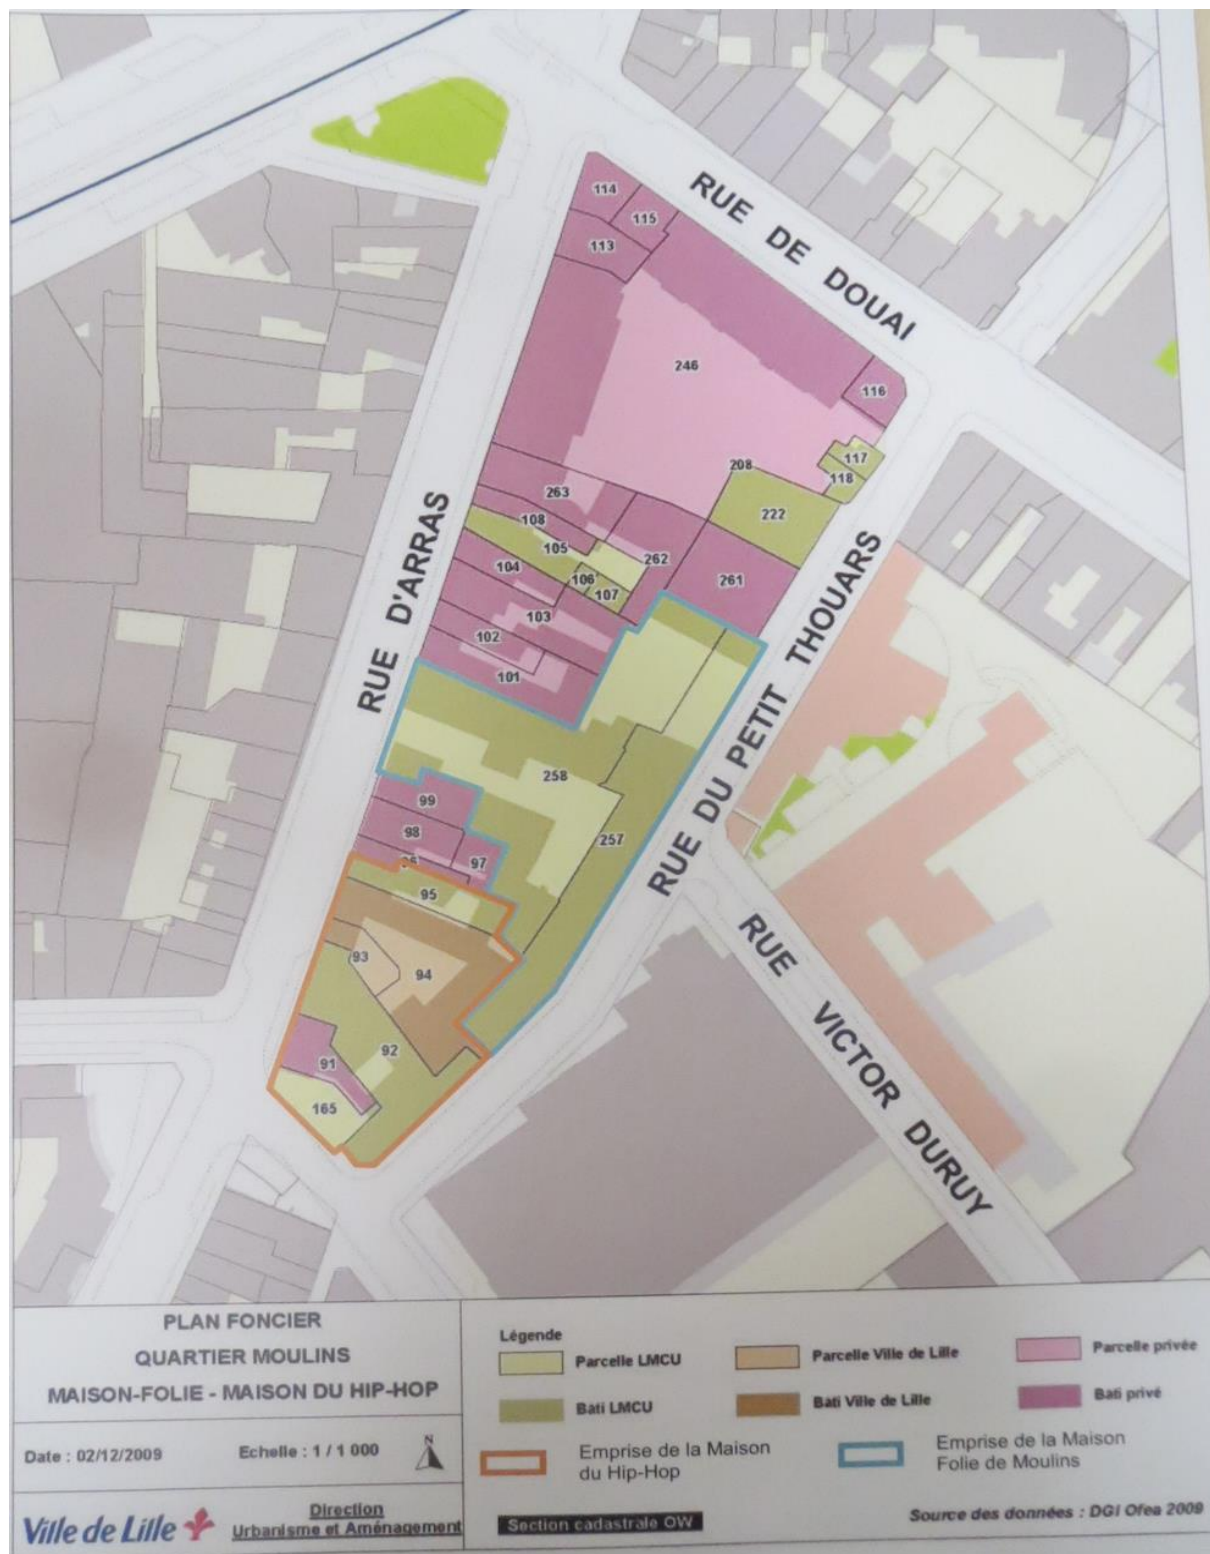 RUE DE DOUAI
114
115
113
246
116
117
208
118
263
222
108
105
262
104
106
261
107
103
102
101
RUE D'ARRAS
RUE DU PETIT THOUARS
258
99
257
98
97
95
93
94
RUE VICTOR DURUY
92
91
165
PLAN FONCIER
QUARTIER MOULINS
MAISON-FOLIE - MAISON DU HIP-HOP
Date : 02/12/2009 Echelle : 1 / 1 000 N
Ville de Lille
Direction
Urbanisme et Aménagement
Légende
Parcelle LMCU Parcelle Ville de Lille Parcelle privée
Bati LMCU Bati Ville de Lille Bati privé
Emprise de la Maison
du Hip-Hop
Emprise de la Maison
Folie de Moulins
Section cadastrale OW
Source des données : DGI Ofea 2009